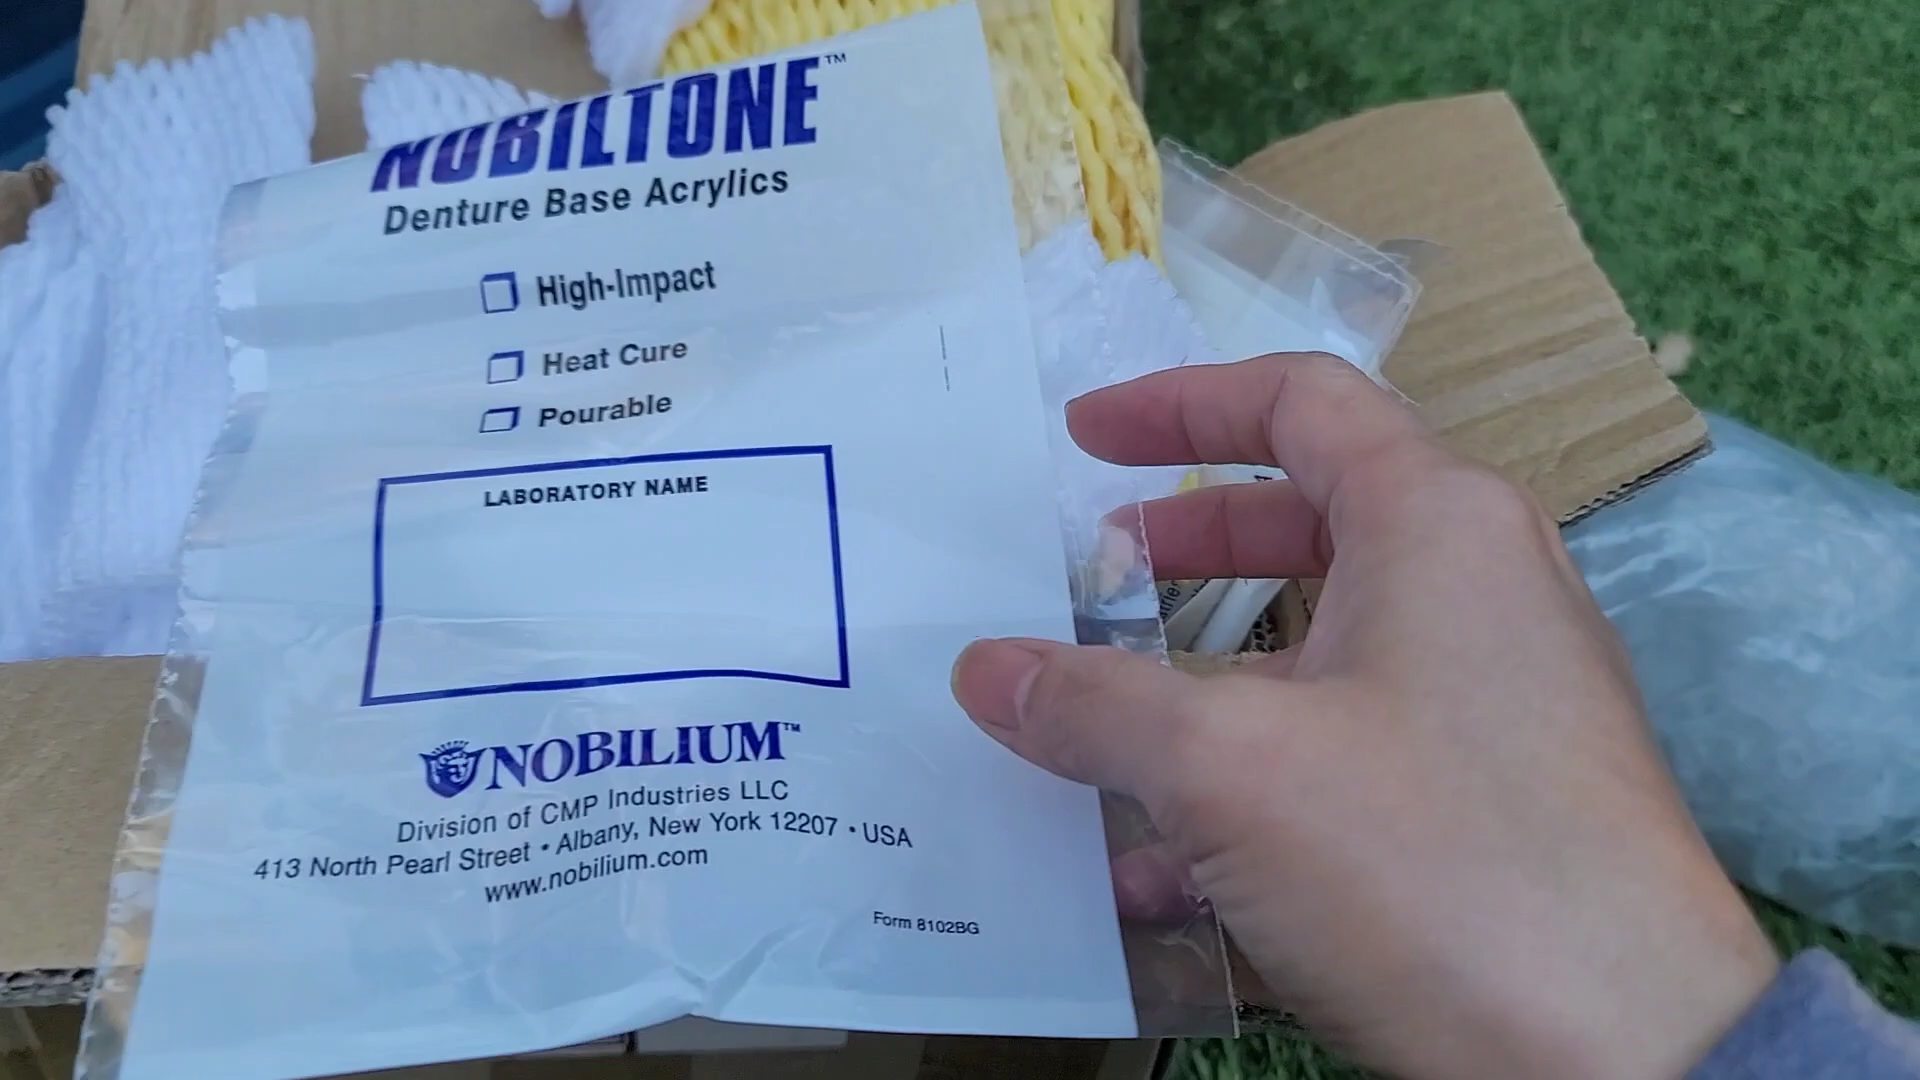 NOBILTONE™
Denture Base Acrylics
High-Impact
Heat Cure
Pourable
LABORATORY NAME
NOBILIUM™
Division of CMP Industries LLC
413 North Pearl Street • Albany, New York 12207 • USA
www.nobilium.com
Form 8102BG